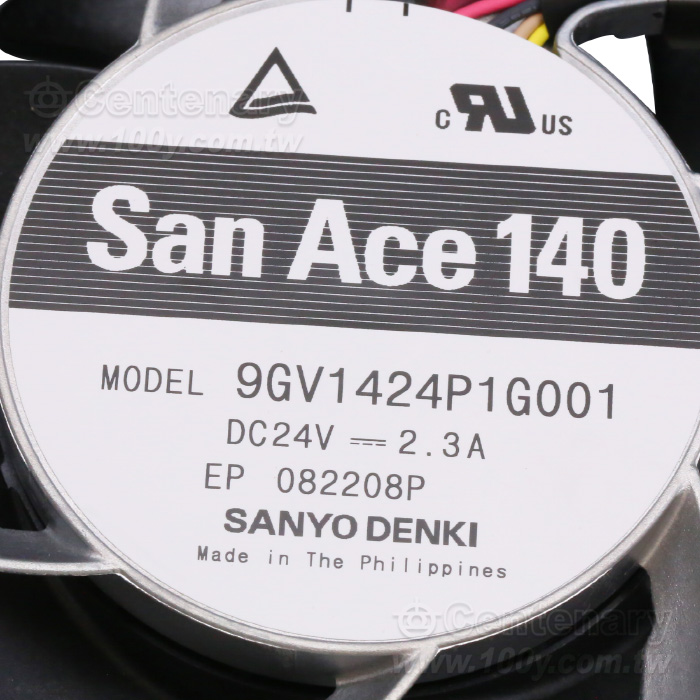 Centenary
www.100y.com.tw
c UR US
San Ace 140
MODEL 9GV1424P1G001
DC24V ⎓ 2.3A
EP 082208P
SANYO DENKI
Made in The Philippines
Centenary
www.100y.com.tw